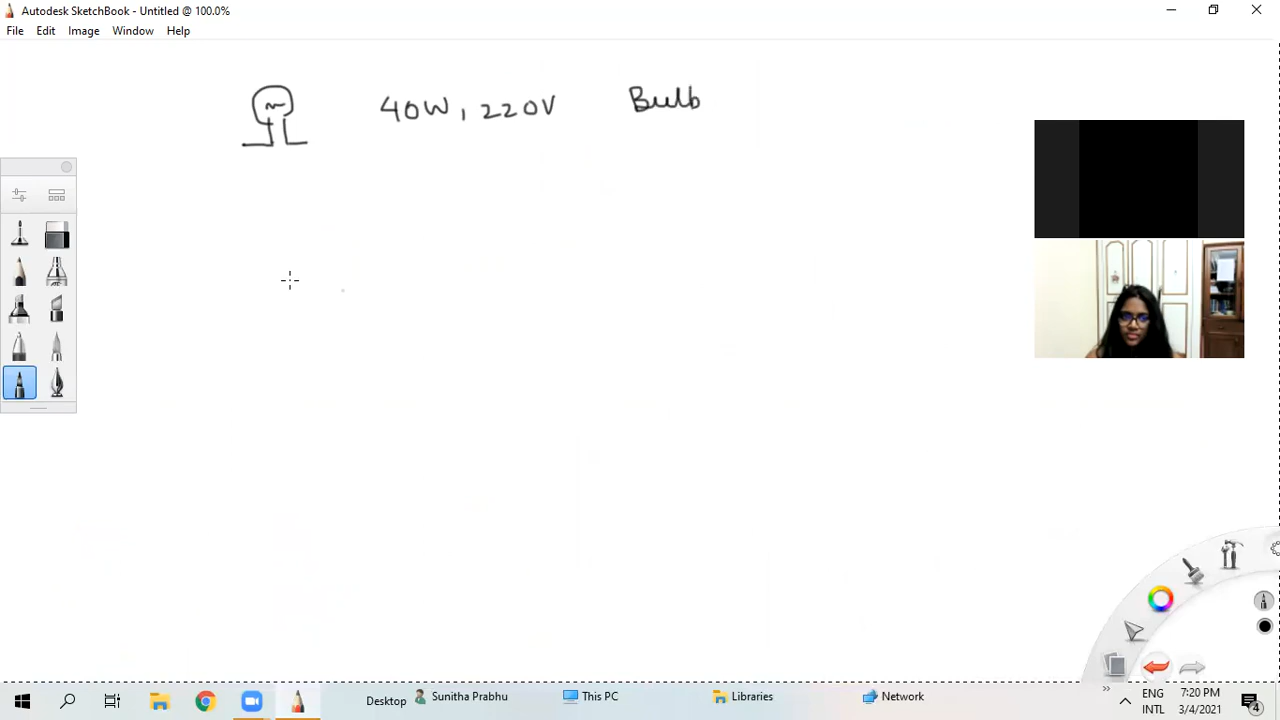 Autodesk SketchBook - Untitled @ 100.0%
File Edit Image Window Help
40W, 220V Bulb
Desktop Sunitha Prabhu This PC Libraries Network
ENG
INTL
7:20 PM
3/4/2021
4